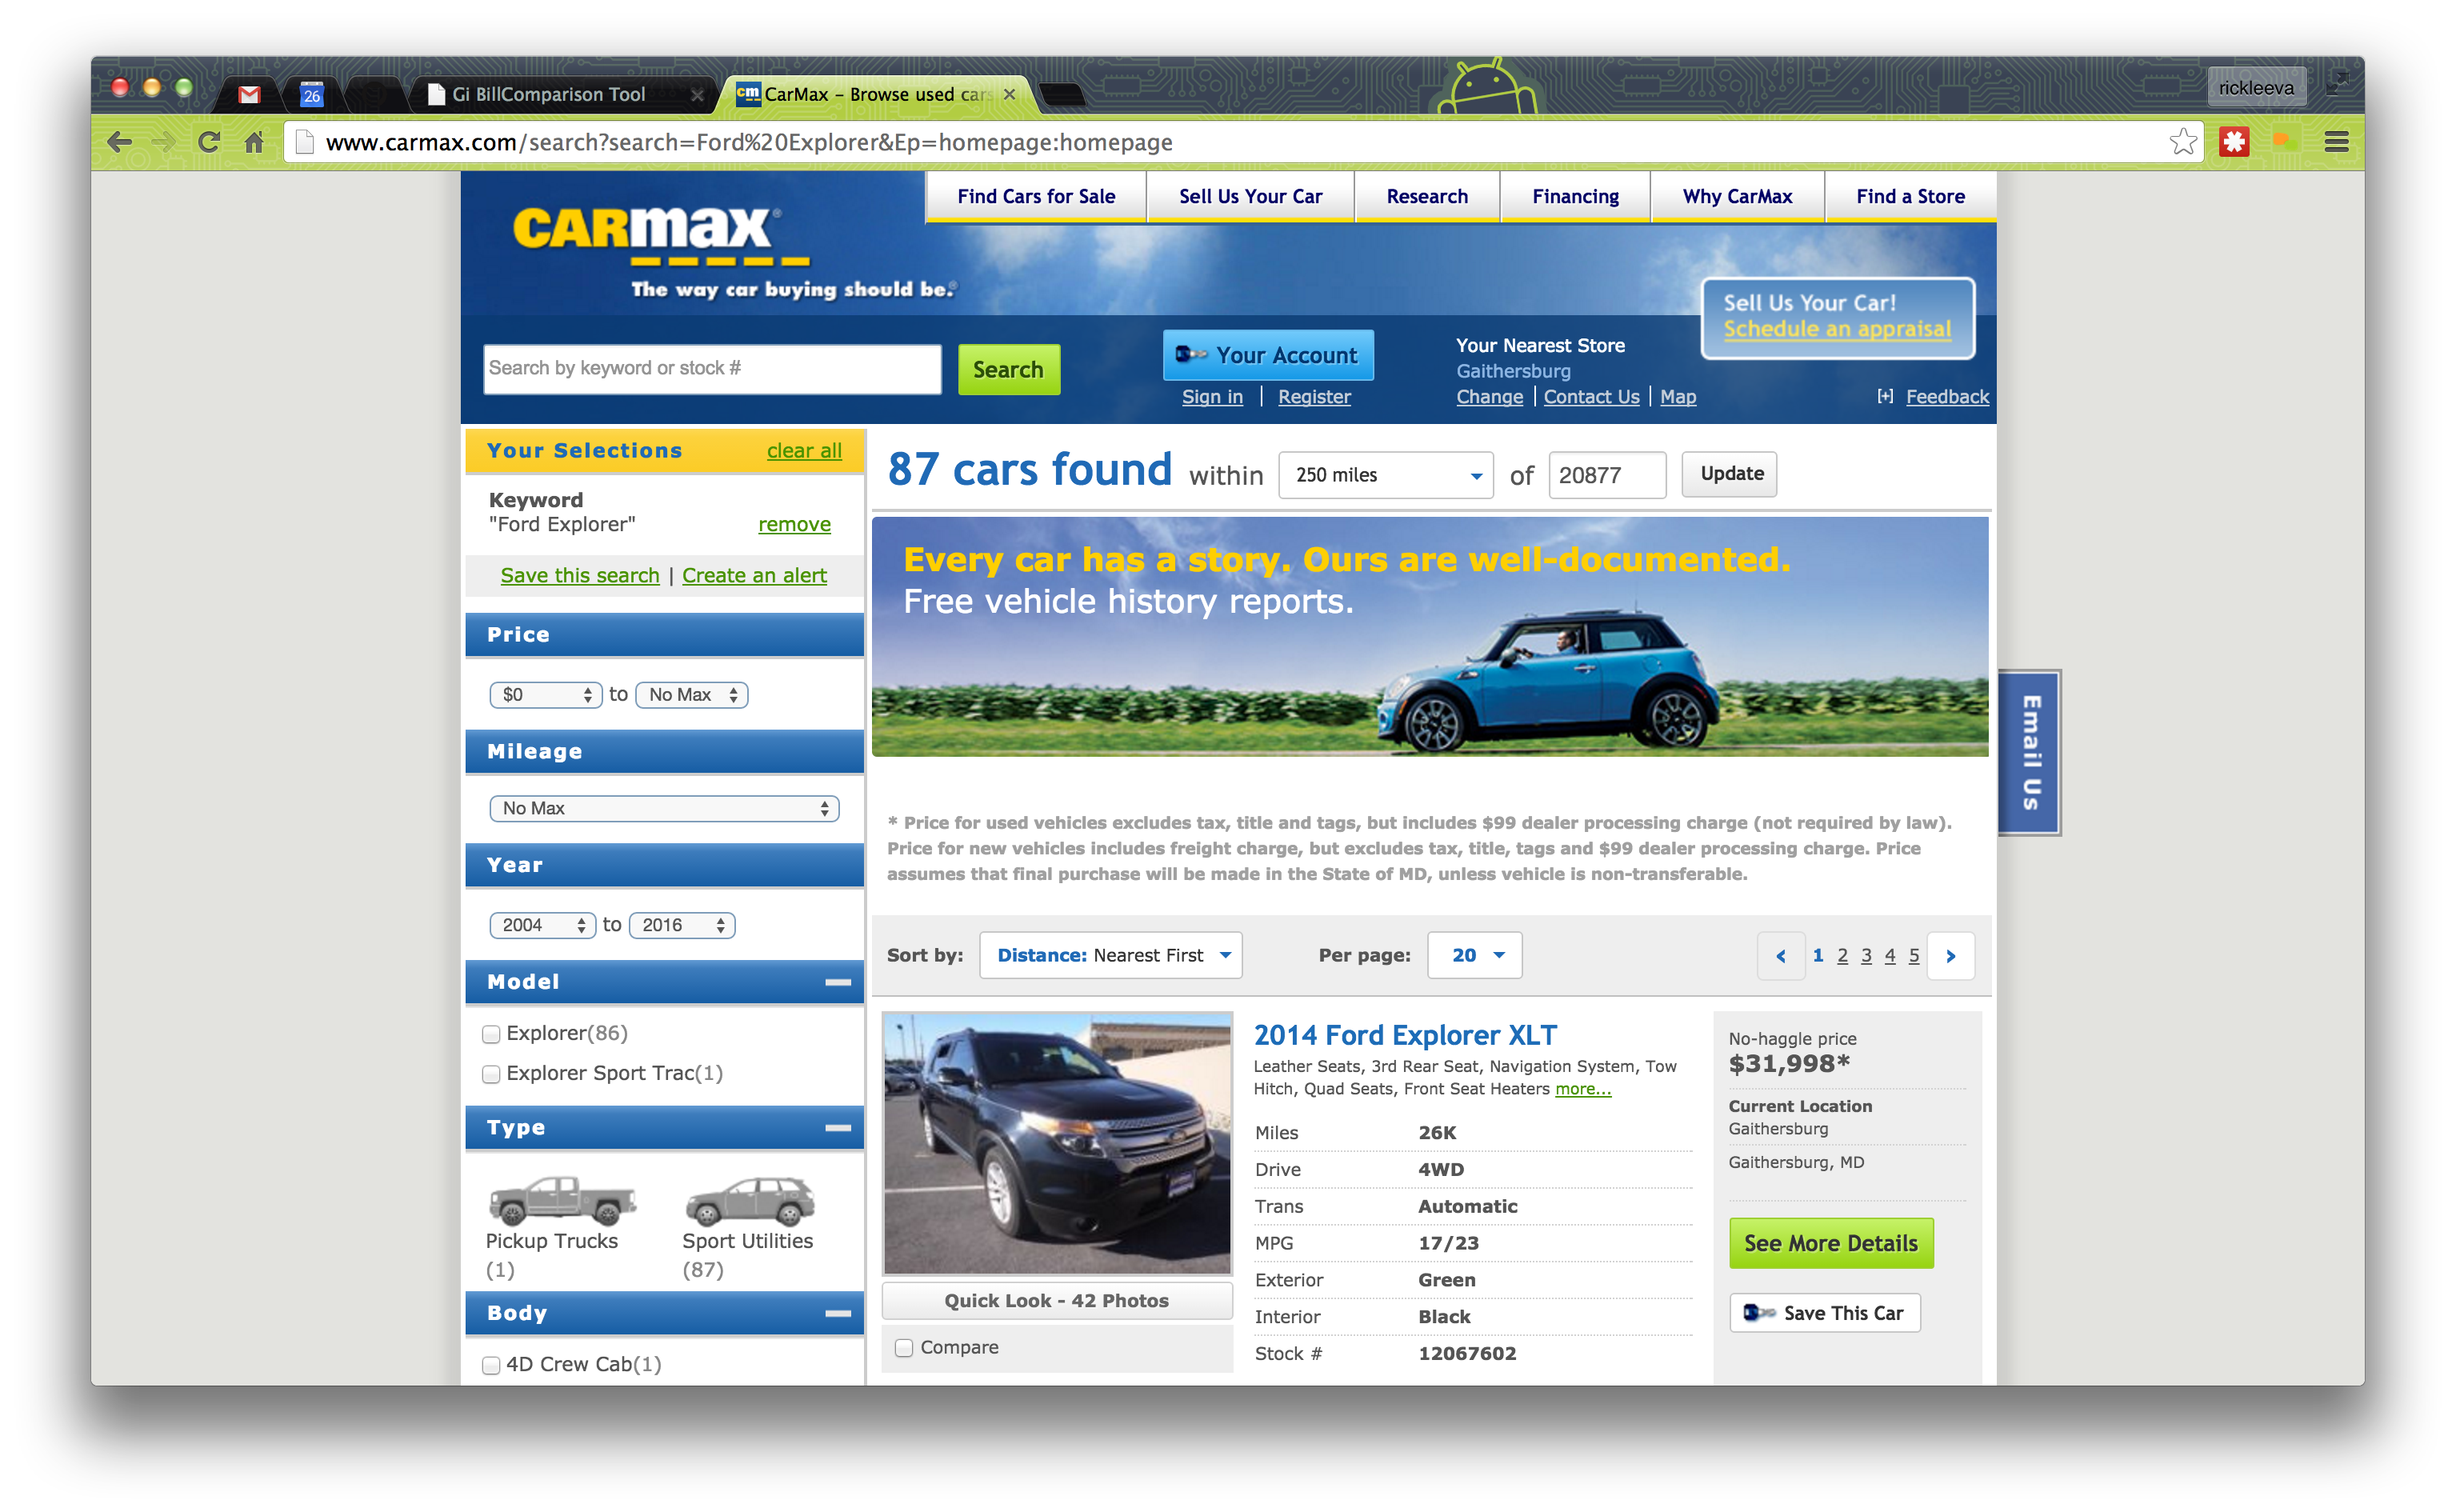 26
Gi BillComparison Tool
CarMax – Browse used cars
rickleeva
www.carmax.com/search?search=Ford%20Explorer&Ep=homepage:homepage
Find Cars for Sale
Sell Us Your Car
Research
Financing
Why CarMax
Find a Store
CARMAX®
The way car buying should be.®
Sell Us Your Car!
Schedule an appraisal
Search by keyword or stock #
Search
Your Account
Sign in | Register
Your Nearest Store
Gaithersburg
Change | Contact Us | Map
[+] Feedback
Your Selections clear all
Keyword
"Ford Explorer" remove
Save this search | Create an alert
Price
$0 to No Max
Mileage
No Max
Year
2004 to 2016
Model
Explorer(86)
Explorer Sport Trac(1)
Type
Pickup Trucks
(1)
Sport Utilities
(87)
Body
4D Crew Cab(1)
87 cars found within 250 miles of 20877 Update
Every car has a story. Ours are well-documented.
Free vehicle history reports.
Email Us
* Price for used vehicles excludes tax, title and tags, but includes $99 dealer processing charge (not required by law).
Price for new vehicles includes freight charge, but excludes tax, title, tags and $99 dealer processing charge. Price
assumes that final purchase will be made in the State of MD, unless vehicle is non-transferable.
Sort by: Distance: Nearest First Per page: 20 ‹ 1 2 3 4 5 ›
Quick Look - 42 Photos
Compare
2014 Ford Explorer XLT
Leather Seats, 3rd Rear Seat, Navigation System, Tow
Hitch, Quad Seats, Front Seat Heaters more...
Miles 26K
Drive 4WD
Trans Automatic
MPG 17/23
Exterior Green
Interior Black
Stock # 12067602
No-haggle price
$31,998*
Current Location
Gaithersburg
Gaithersburg, MD
See More Details
Save This Car